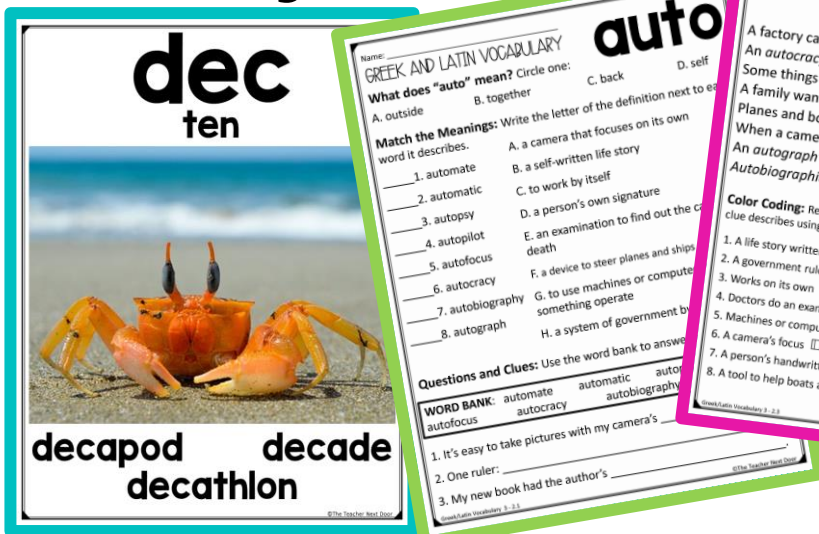 dec
ten
decapod decade
decathlon
©The Teacher Next Door
Name:
auto
GREEK AND LATIN VOCABULARY
What does "auto" mean? Circle one:
A. outside B. together C. back D. self
Match the Meanings: Write the letter of the definition next to
word it describes.
1. automate
2. automatic
3. autopsy
4. autopilot
5. autofocus
6. autocracy
7. autobiography
8. autograph
A. a camera that focuses on its own
B. a self-written life story
C. to work by itself
D. a person's own signature
E. an examination to find out the
death
F. a device to steer planes and ships
G. to use machines or
something operate
H. a system of government
Questions and Clues: Use the word bank to
WORD BANK: automate automatic
autofocus autocracy autobiography
1. It's easy to take pictures with my camera's
2. One ruler:
3. My new book had the author's
Greek/Latin Vocabulary 3 - 2.1
©The Teacher Next Door
A factory
An
Some things
A family
Planes and
When a
An autograph
Color Coding:
clue describes
1. A life story
2. A government
3. Works on its own
4. Doctors do an
5. Machines or
6. A camera's focus
7. A person's
8. A tool to help boats
Greek/Latin Vocabulary 3 - 2.3